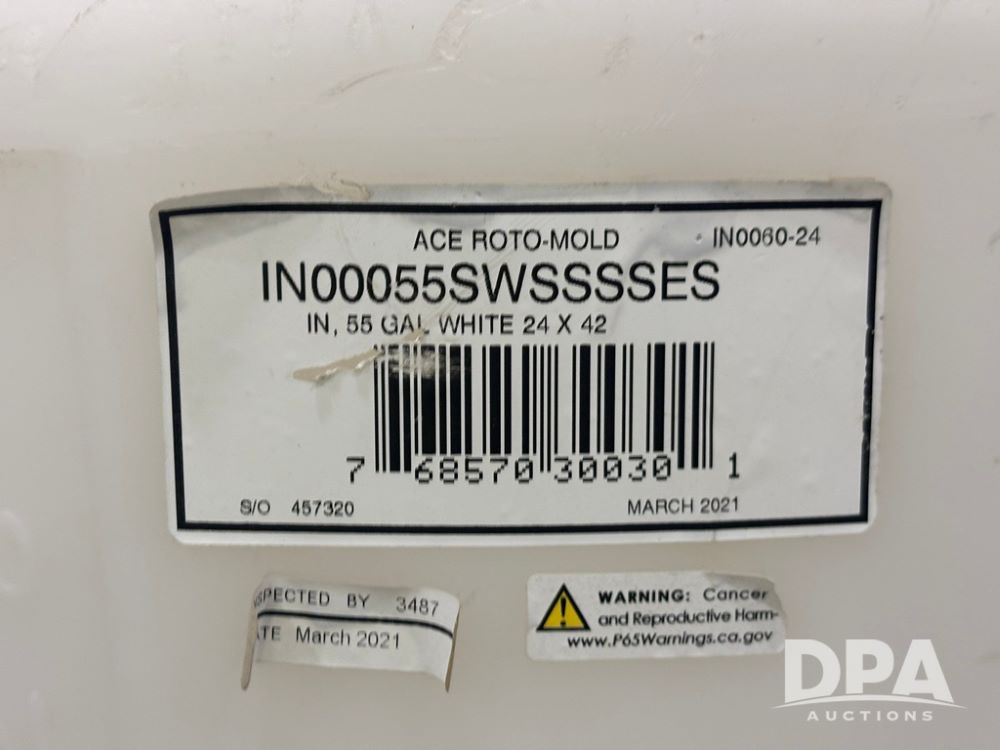 ACE ROTO-MOLD IN0060-24
IN00055SWSSSSES
IN, 55 GAL WHITE 24 X 42
7 68570 30030 1
S/O 457320 MARCH 2021
SPECTED BY 3487
ATE March 2021
WARNING: Cancer
and Reproductive Harm-
www.P65Warnings.ca.gov
DPA
AUCTIONS